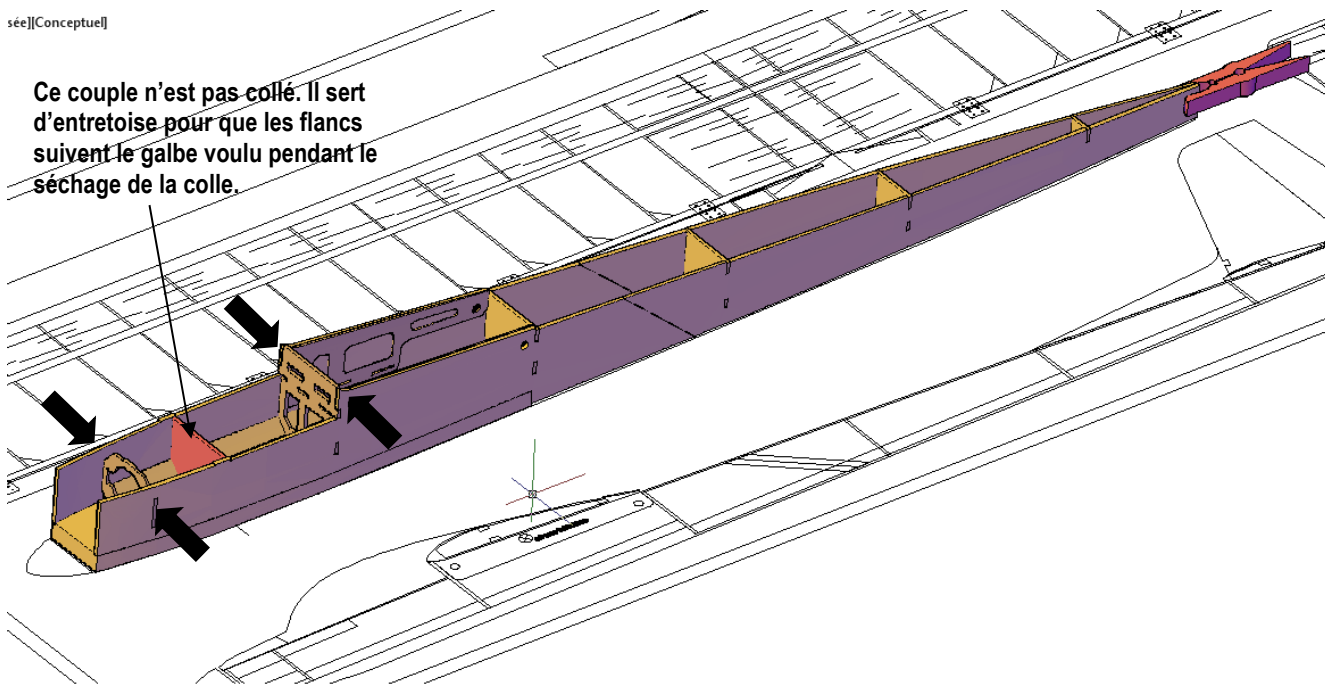 sée][Conceptuel]
Ce couple n’est pas collé. Il sert
d’entretoise pour que les flancs
suivent le galbe voulu pendant le
séchage de la colle.